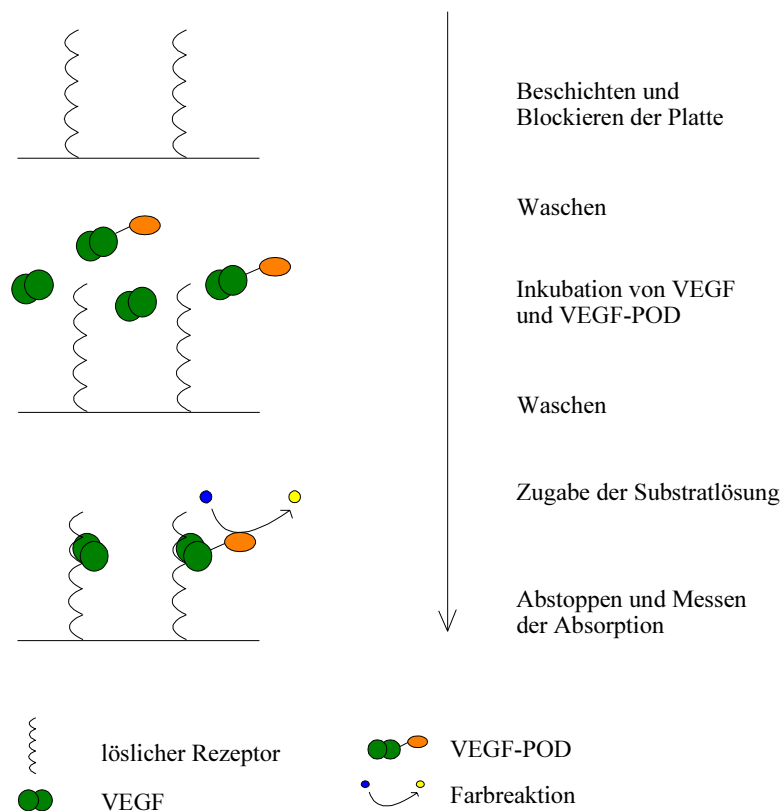 Beschichten und
Blockieren der Platte
Waschen
Inkubation von VEGF
und VEGF-POD
Waschen
Zugabe der Substratlösung
Abstoppen und Messen
der Absorption
löslicher Rezeptor
VEGF
VEGF-POD
Farbreaktion